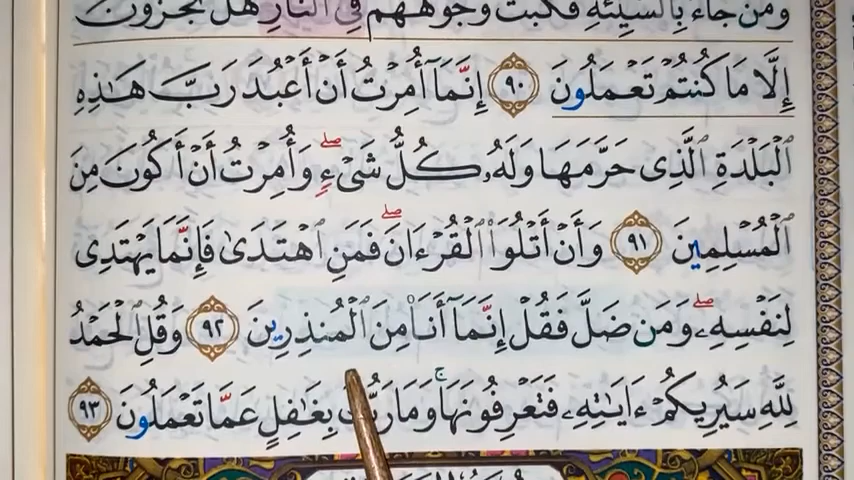 وَمَن جَآءَ بِٱلسَّيِّئَةِ فَكُبَّتْ وُجُوهُهُمْ فِي ٱلنَّارِ هَلْ تُجْزَوْنَ
إِلَّا مَا كُنتُمْ تَعْمَلُونَ ٩٠ إِنَّمَآ أُمِرْتُ أَنْ أَعْبُدَ رَبَّ هَـٰذِهِ
ٱلْبَلْدَةِ ٱلَّذِى حَرَّمَهَا وَلَهُۥ كُلُّ شَىْءٍۖ وَأُمِرْتُ أَنْ أَكُونَ مِنَ
ٱلْمُسْلِمِينَ ٩١ وَأَنْ أَتْلُوَا۟ ٱلْقُرْءَانَۖ فَمَنِ ٱهْتَدَىٰ فَإِنَّمَا يَهْتَدِى
لِنَفْسِهِۦۖ وَمَن ضَلَّ فَقُلْ إِنَّمَآ أَنَا۠ مِنَ ٱلْمُنذِرِينَ ٩٢ وَقُلِ ٱلْحَمْدُ
لِلَّهِ سَيُرِيكُمْ ءَايَـٰتِهِۦ فَتَعْرِفُونَهَاۚ وَمَا رَبُّكَ بِغَـٰفِلٍ عَمَّا تَعْمَلُونَ ٩٣